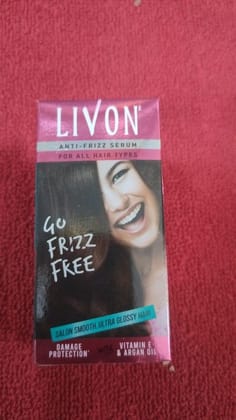 LIVON
ANTI-FRIZZ SERUM
FOR ALL HAIR TYPES
GO
FRIZZ
FREE
SALON SMOOTH, ULTRA GLOSSY HAIR
DAMAGE
PROTECTION*
VITAMIN E
& ARGAN OIL